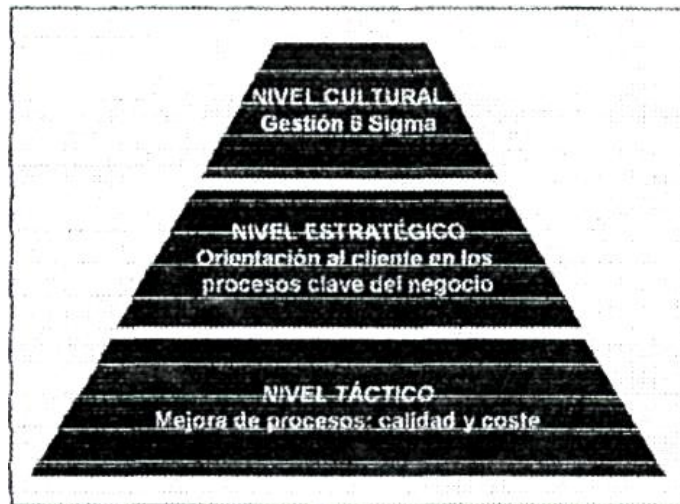 NIVEL CULTURAL
Gestión 6 Sigma
NIVEL ESTRATÉGICO
Orientación al cliente en los
procesos clave del negocio
NIVEL TÁCTICO
Mejora de procesos: calidad y coste